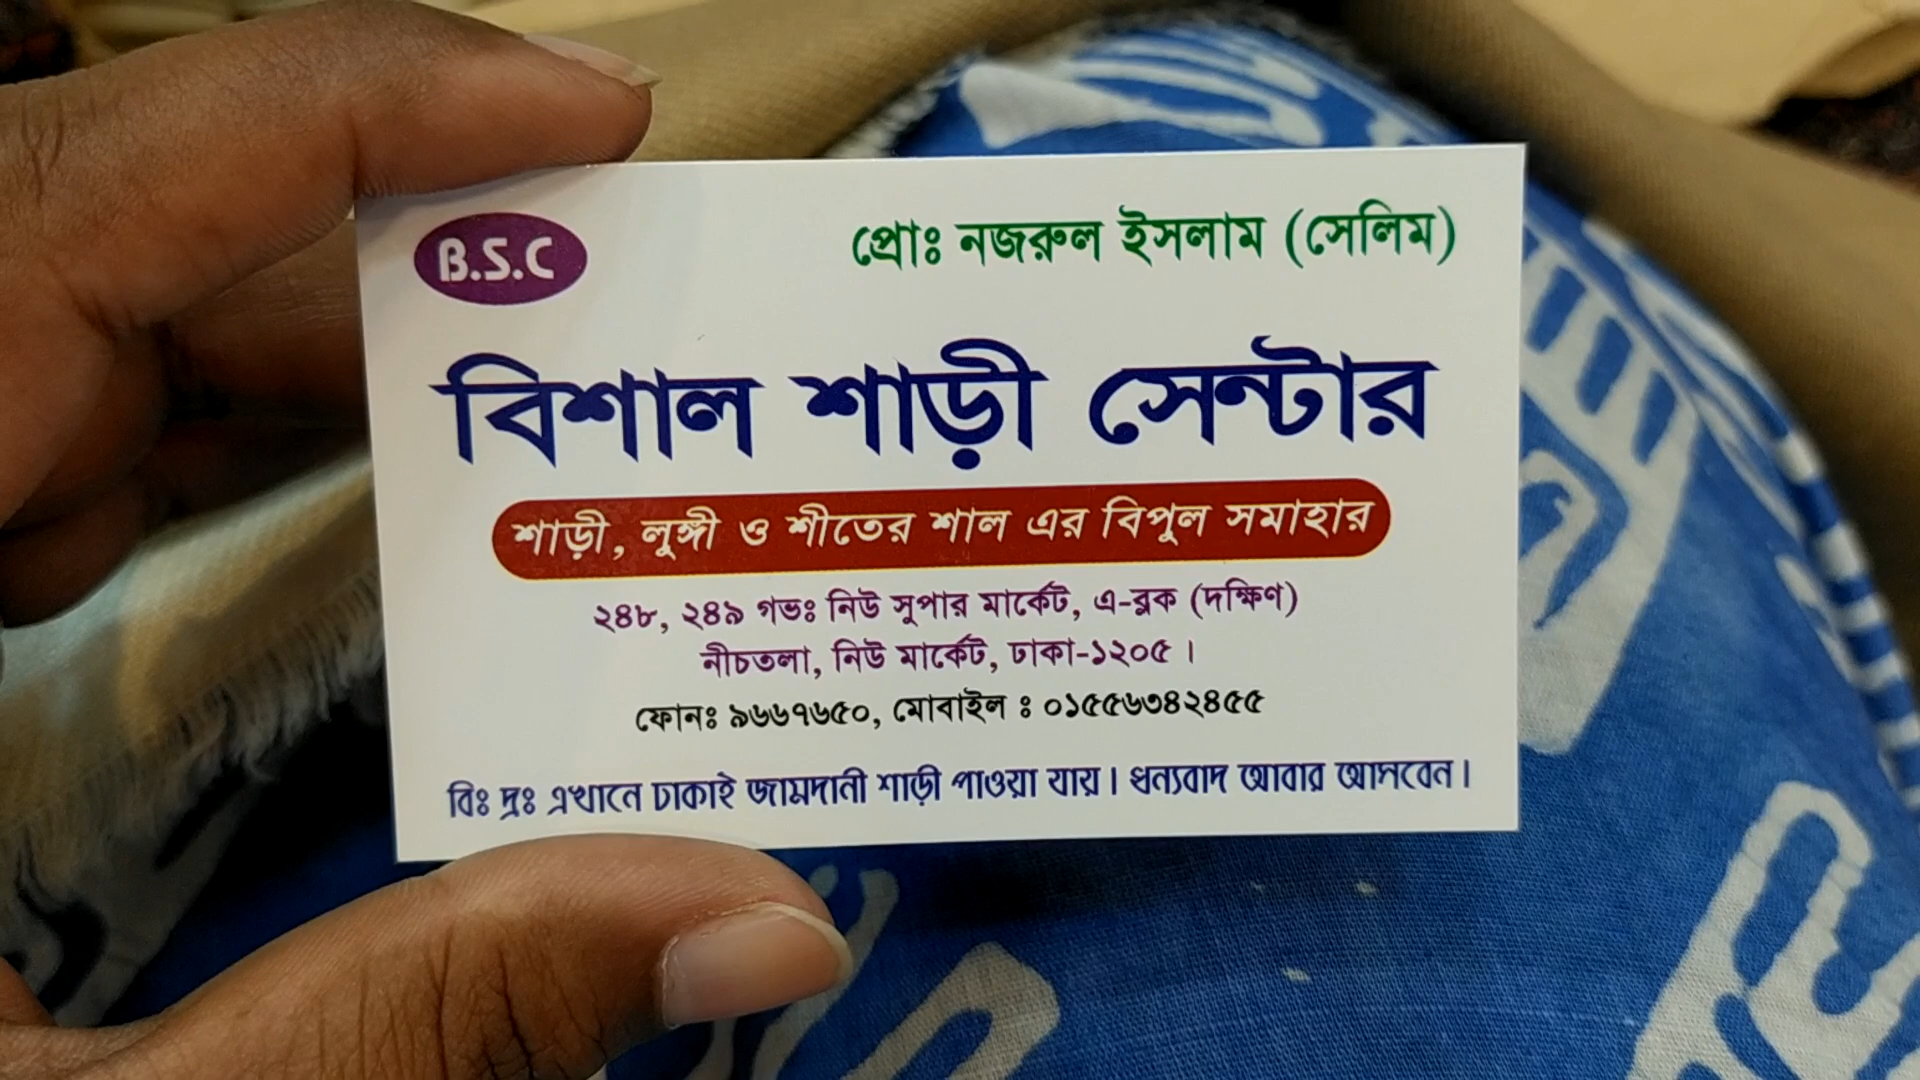 B.S.C
প্রোঃ নজরুল ইসলাম (সেলিম)
বিশাল শাড়ী সেন্টার
শাড়ী, লুঙ্গী ও শীতের শাল এর বিপুল সমাহার
২৪৮, ২৪৯ গভঃ নিউ সুপার মার্কেট, এ-ব্লক (দক্ষিণ)
নীচতলা, নিউ মার্কেট, ঢাকা-১২০৫ ।
ফোনঃ ৯৬৬৭৬৫০, মোবাইল ঃ ০১৫৫৬৩৪২৪৫৫
বিঃ দ্রঃ এখানে ঢাকাই জামদানী শাড়ী পাওয়া যায়। ধন্যবাদ আবার আসবেন।